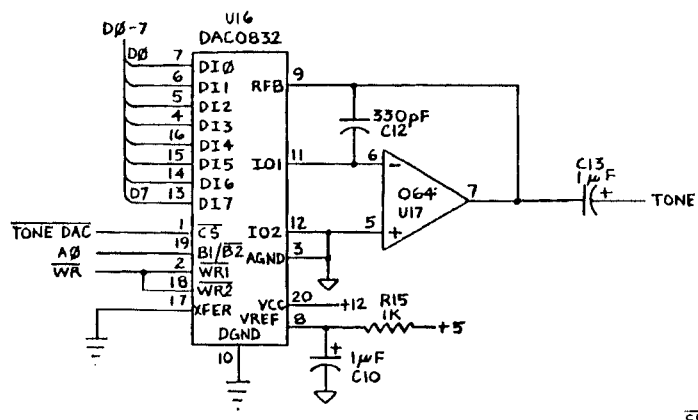 U16
DAC0832
DØ-7
DØ 7 DIØ
6 DI1
5 DI2
4 DI3
16 DI4
15 DI5
14 DI6
D7 13 DI7
RFB 9
330pF
C12
IO1 11
6 -
064
U17
7
5 +
C13
1µF
+
TONE
TONE DAC 1 CS
AØ 19 B1/B2
WR 2 WR1
18 WR2
17 XFER
IO2 12
AGND 3
VCC 20 +12
VREF 8
R15
1K
+5
DGND
10
+
1µF
C10